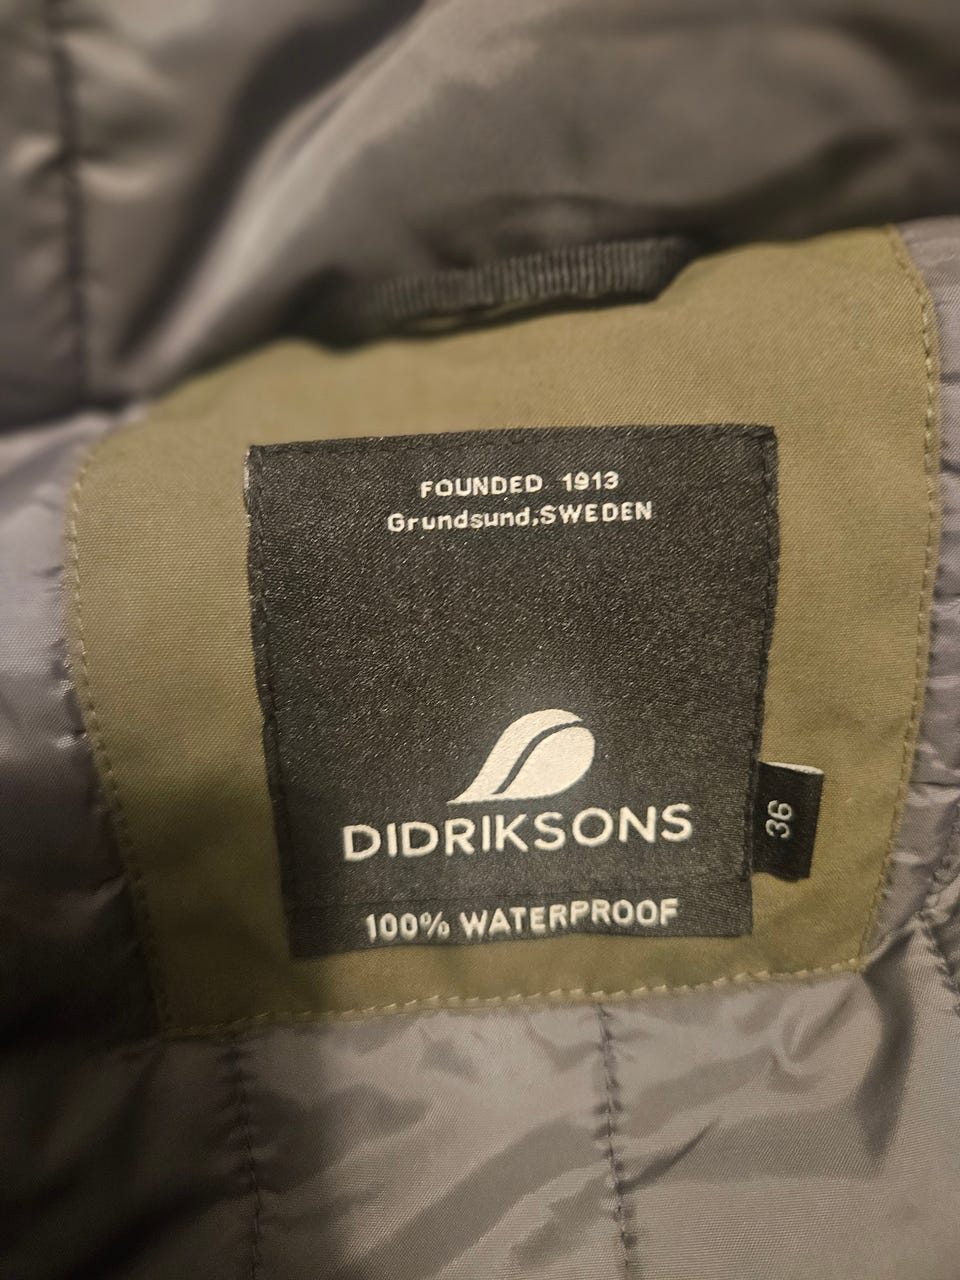 FOUNDED 1913
Grundsund,SWEDEN
DIDRIKSONS
100% WATERPROOF
36